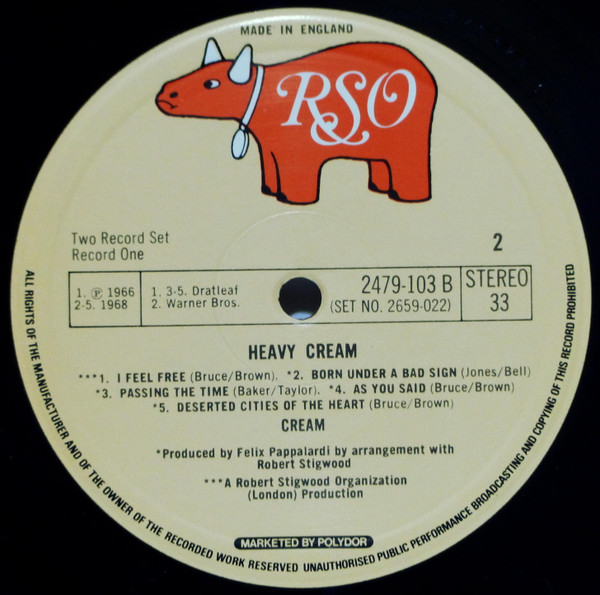 MADE IN ENGLAND
RSO
Two Record Set
Record One
2
1. ℗ 1966
2-5. 1968
1. 3-5. Dratleaf
2. Warner Bros.
2479-103 B
(SET NO. 2659-022)
STEREO
33
HEAVY CREAM
***1. I FEEL FREE (Bruce/Brown). *2. BORN UNDER A BAD SIGN (Jones/Bell)
*3. PASSING THE TIME (Baker/Taylor). *4. AS YOU SAID (Bruce/Brown)
*5. DESERTED CITIES OF THE HEART (Bruce/Brown)
CREAM
*Produced by Felix Pappalardi by arrangement with
Robert Stigwood
***A Robert Stigwood Organization
(London) Production
MARKETED BY POLYDOR
ALL RIGHTS OF THE MANUFACTURER AND OF THE OWNER OF THE RECORDED WORK RESERVED UNAUTHORISED PUBLIC PERFORMANCE BROADCASTING AND COPYING OF THIS RECORD PROHIBITED